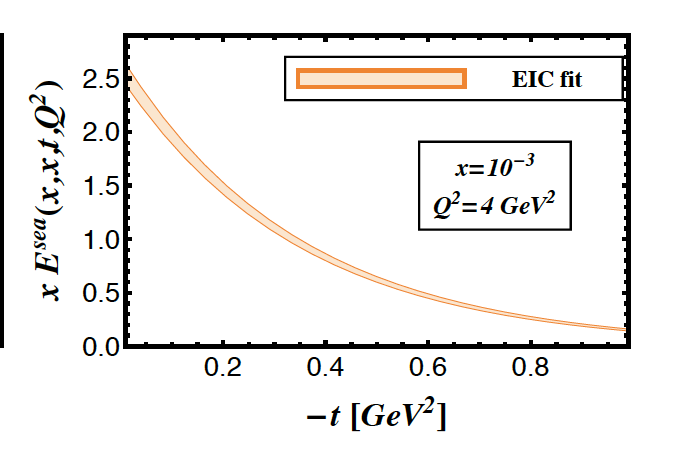 x E^sea(x,x,t,Q²)
2.5
2.0
1.5
1.0
0.5
0.0
EIC fit
x=10⁻³
Q²=4 GeV²
0.2 0.4 0.6 0.8
−t [GeV²]